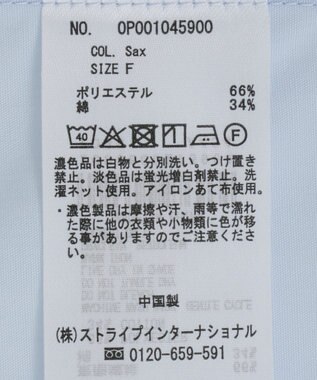 NO. 0P001045900
COL. Sax
SIZE F
ポリエステル 66%
綿 34%
40 F
濃色品は白物と分別洗い。つけ置き
禁止。淡色品は蛍光増白剤禁止。洗
濯ネット使用。アイロンあて布使用。
・濃色製品は摩擦や汗、雨等で濡れ
た際に他の衣類や小物類に色が移
る事がありますのでご注意くださ
い。
中国製
(株)ストライプインターナショナル
0120-659-591